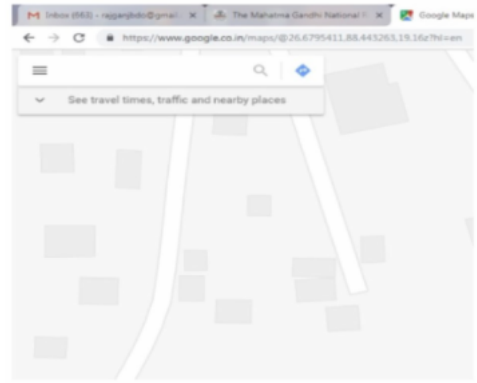 Inbox (663) - rajganjbdo@gmail. × The Mahatma Gandhi National R × Google Maps
https://www.google.co.in/maps/@26.6795411,88.443263,19.16z?hl=en
See travel times, traffic and nearby places